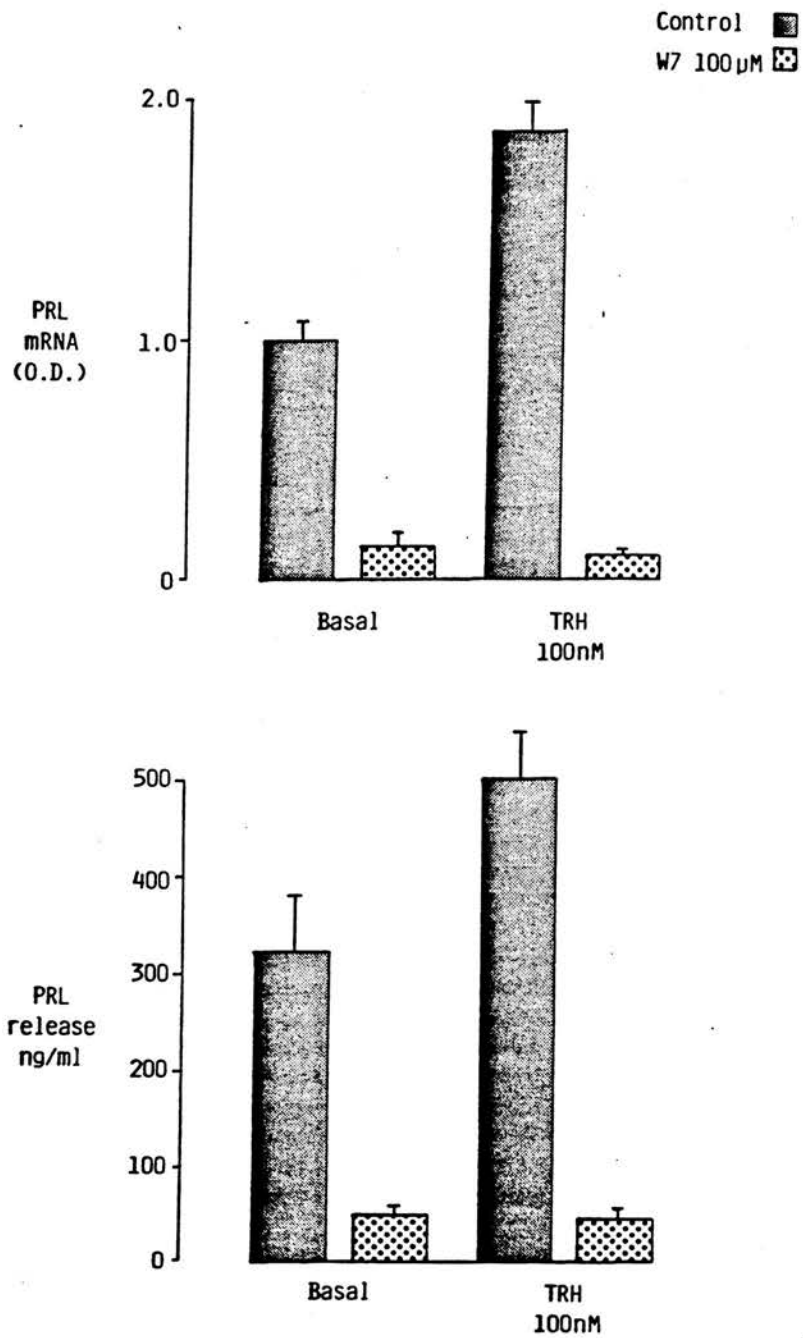 Control
W7 100µM
2.0
1.0
0
PRL
mRNA
(O.D.)
Basal
TRH
100nM
500
400
300
200
100
0
PRL
release
ng/ml
Basal
TRH
100nM